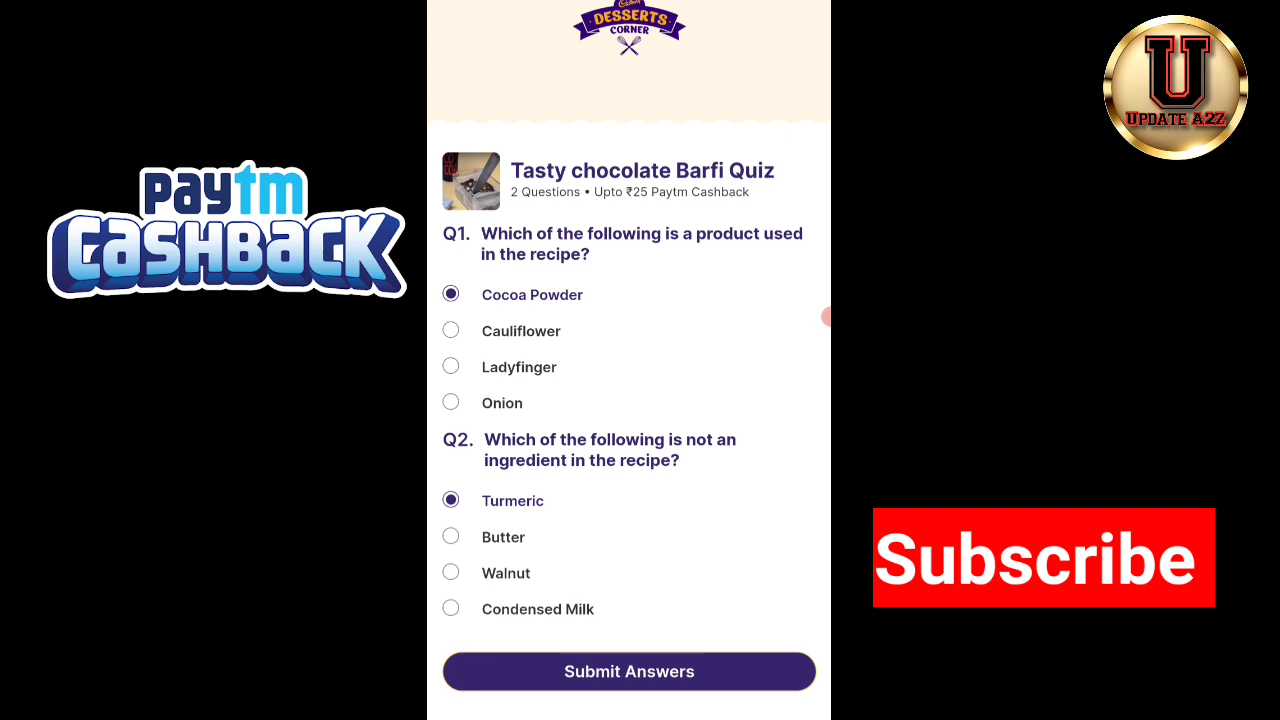 Cadbury
DESSERTS
CORNER
paytm
CASHBACK
U
UPDATE A2Z
Tasty chocolate Barfi Quiz
2 Questions • Upto ₹25 Paytm Cashback
Q1. Which of the following is a product used
in the recipe?
Cocoa Powder
Cauliflower
Ladyfinger
Onion
Q2. Which of the following is not an
ingredient in the recipe?
Turmeric
Butter
Walnut
Condensed Milk
Submit Answers
Subscribe